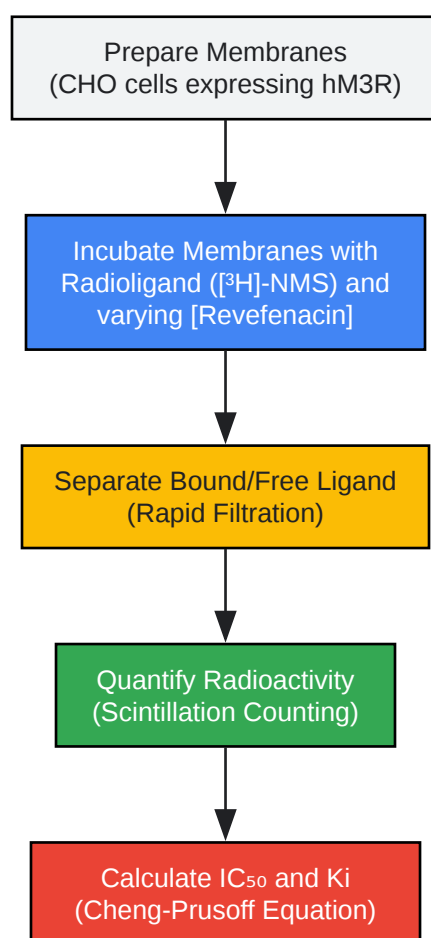 Prepare Membranes
(CHO cells expressing hM3R)
Incubate Membranes with
Radioligand ([³H]-NMS) and
varying [Revefenacin]
Separate Bound/Free Ligand
(Rapid Filtration)
Quantify Radioactivity
(Scintillation Counting)
Calculate IC₅₀ and Ki
(Cheng-Prusoff Equation)